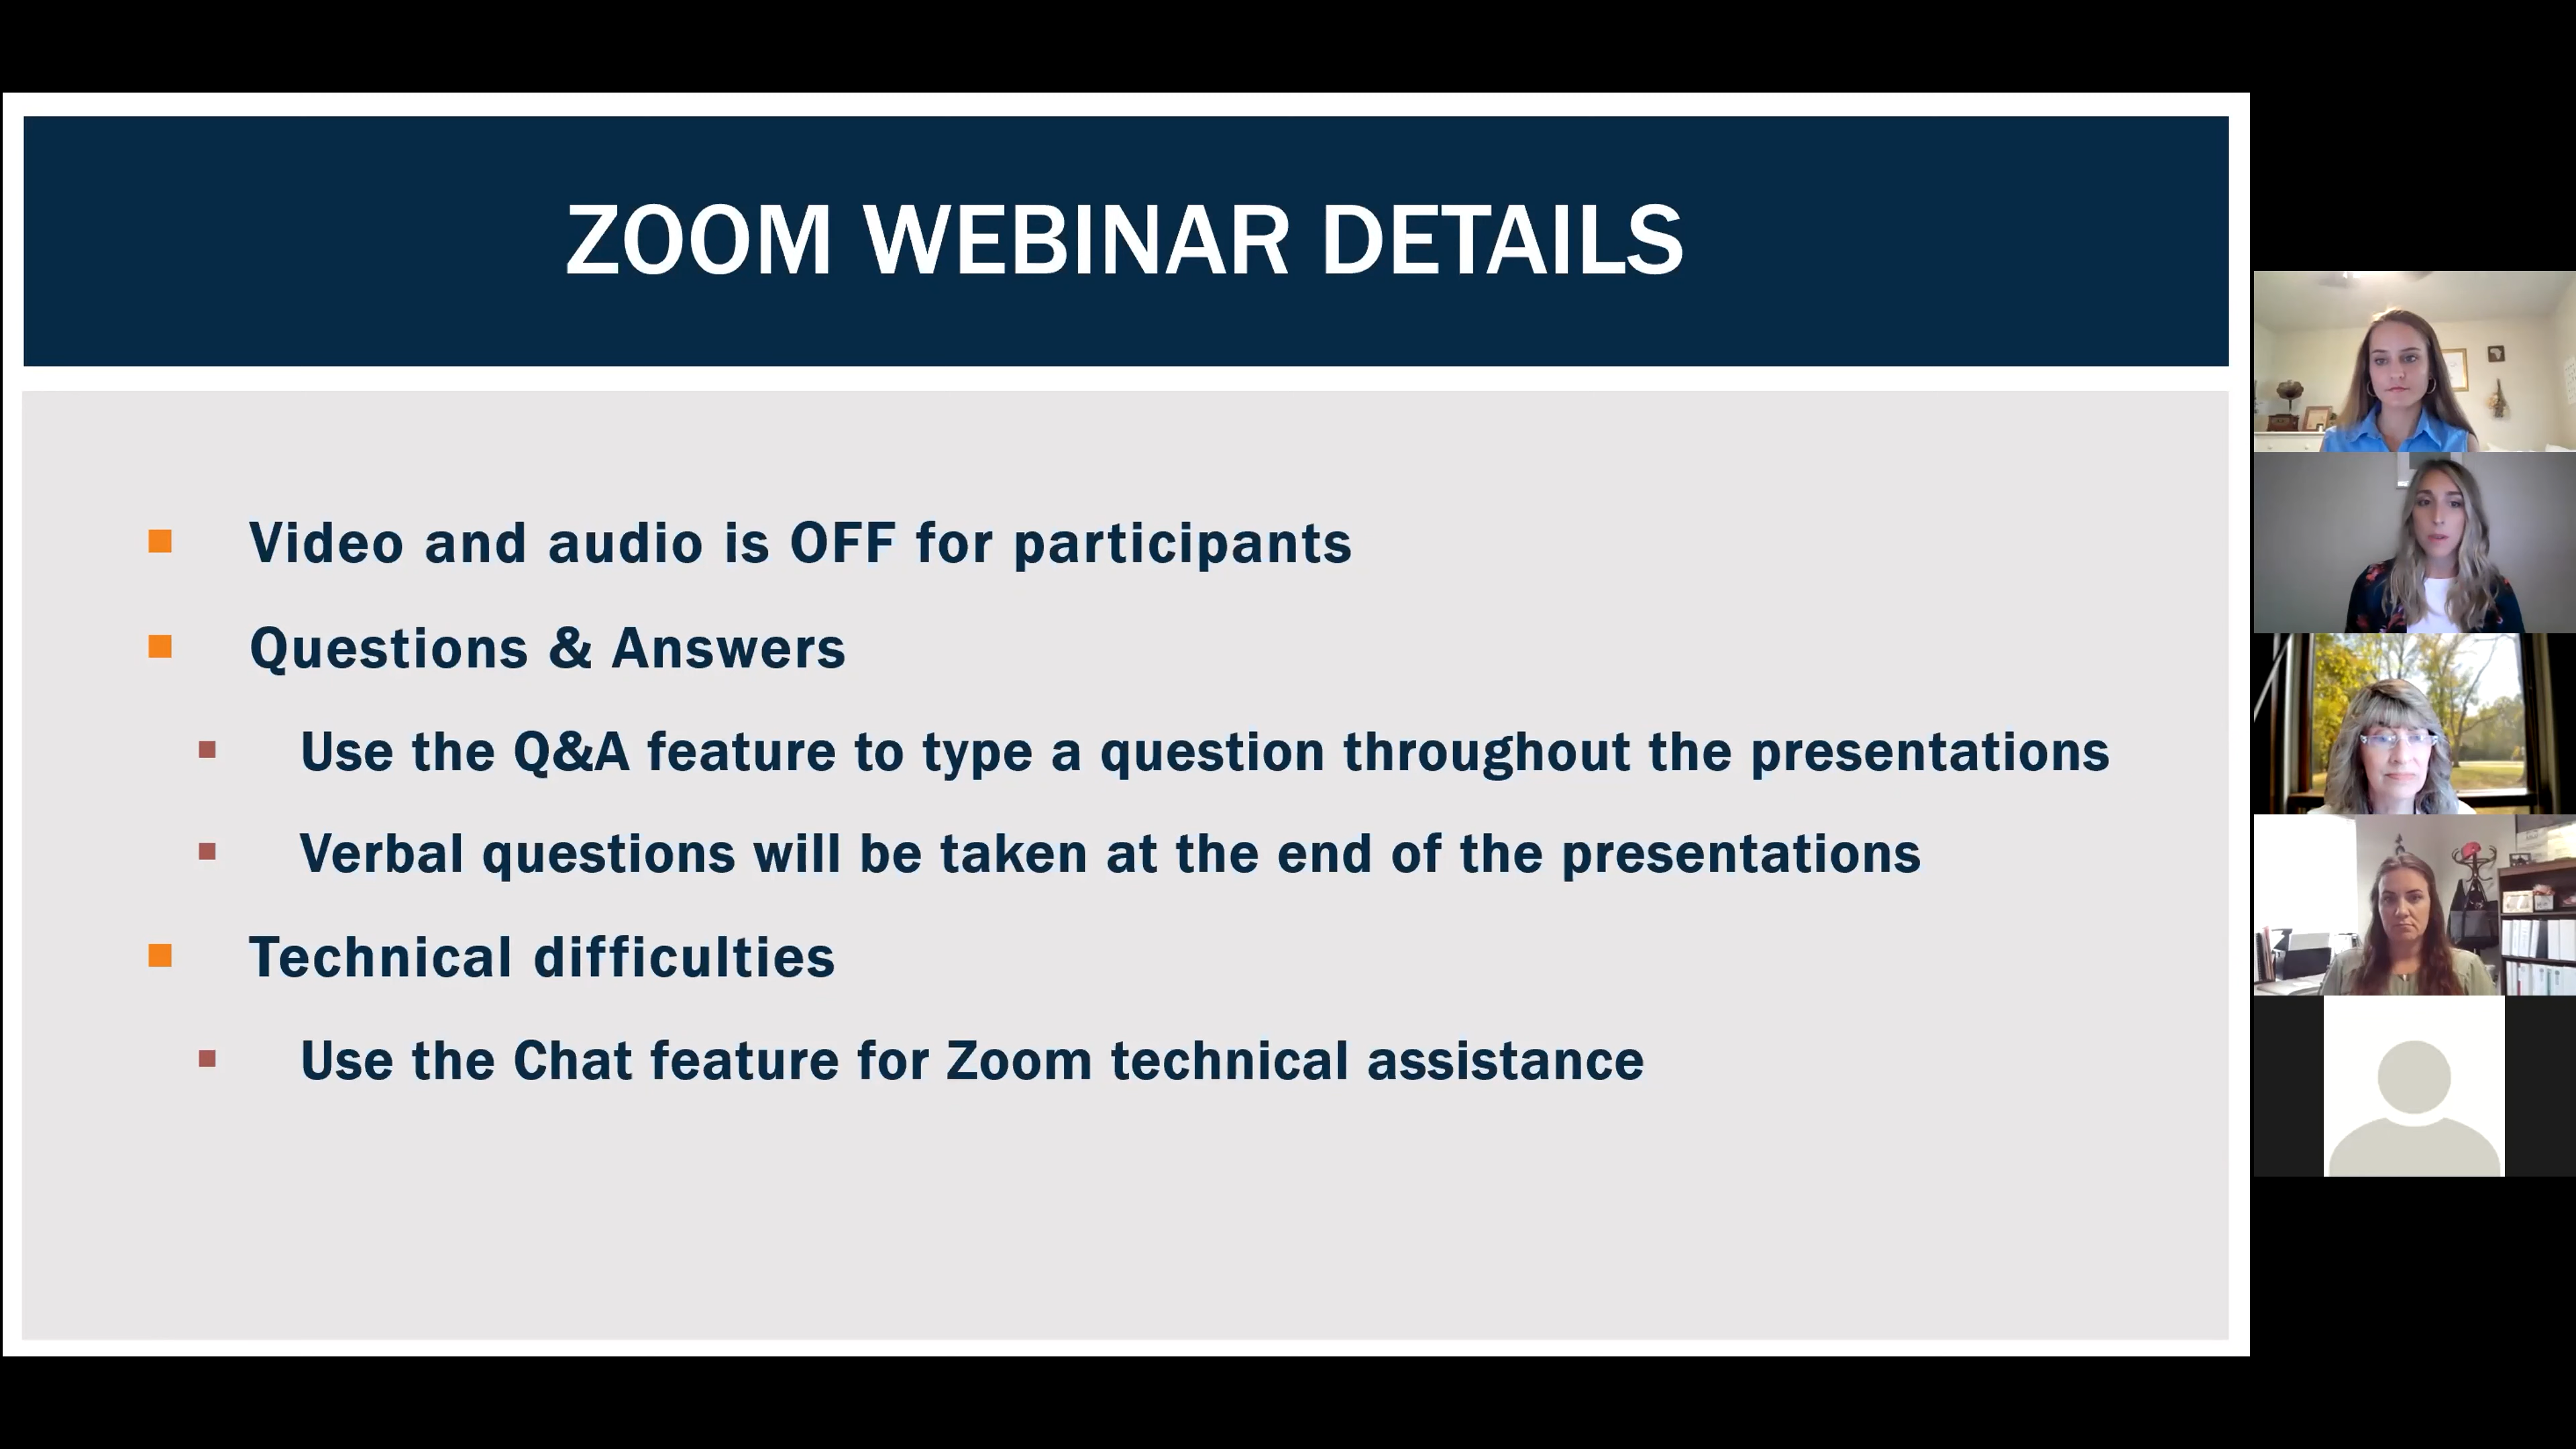 ZOOM WEBINAR DETAILS
Video and audio is OFF for participants
Questions & Answers
Use the Q&A feature to type a question throughout the presentations
Verbal questions will be taken at the end of the presentations
Technical difficulties
Use the Chat feature for Zoom technical assistance